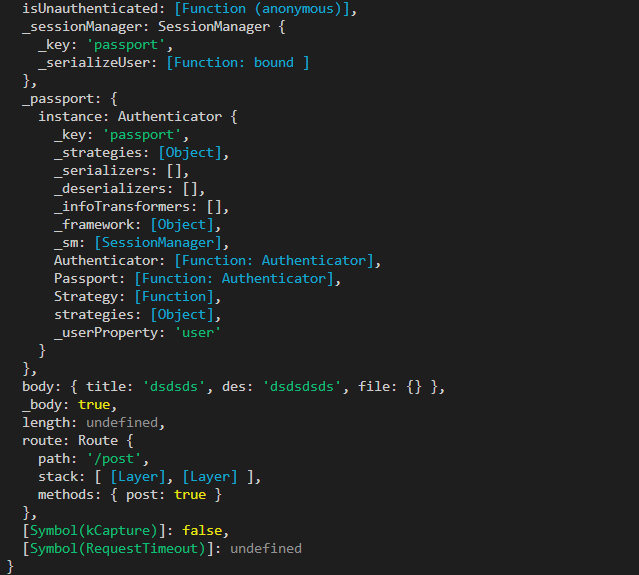 isUnauthenticated: [Function (anonymous)],
_sessionManager: SessionManager {
_key: 'passport',
_serializeUser: [Function: bound ]
},
_passport: {
instance: Authenticator {
_key: 'passport',
_strategies: [Object],
_serializers: [],
_deserializers: [],
_infoTransformers: [],
_framework: [Object],
_sm: [SessionManager],
Authenticator: [Function: Authenticator],
Passport: [Function: Authenticator],
Strategy: [Function],
strategies: [Object],
_userProperty: 'user'
}
},
body: { title: 'dsdsds', des: 'dsdsdsds', file: {} },
_body: true,
length: undefined,
route: Route {
path: '/post',
stack: [ [Layer], [Layer] ],
methods: { post: true }
},
[Symbol(kCapture)]: false,
[Symbol(RequestTimeout)]: undefined
}